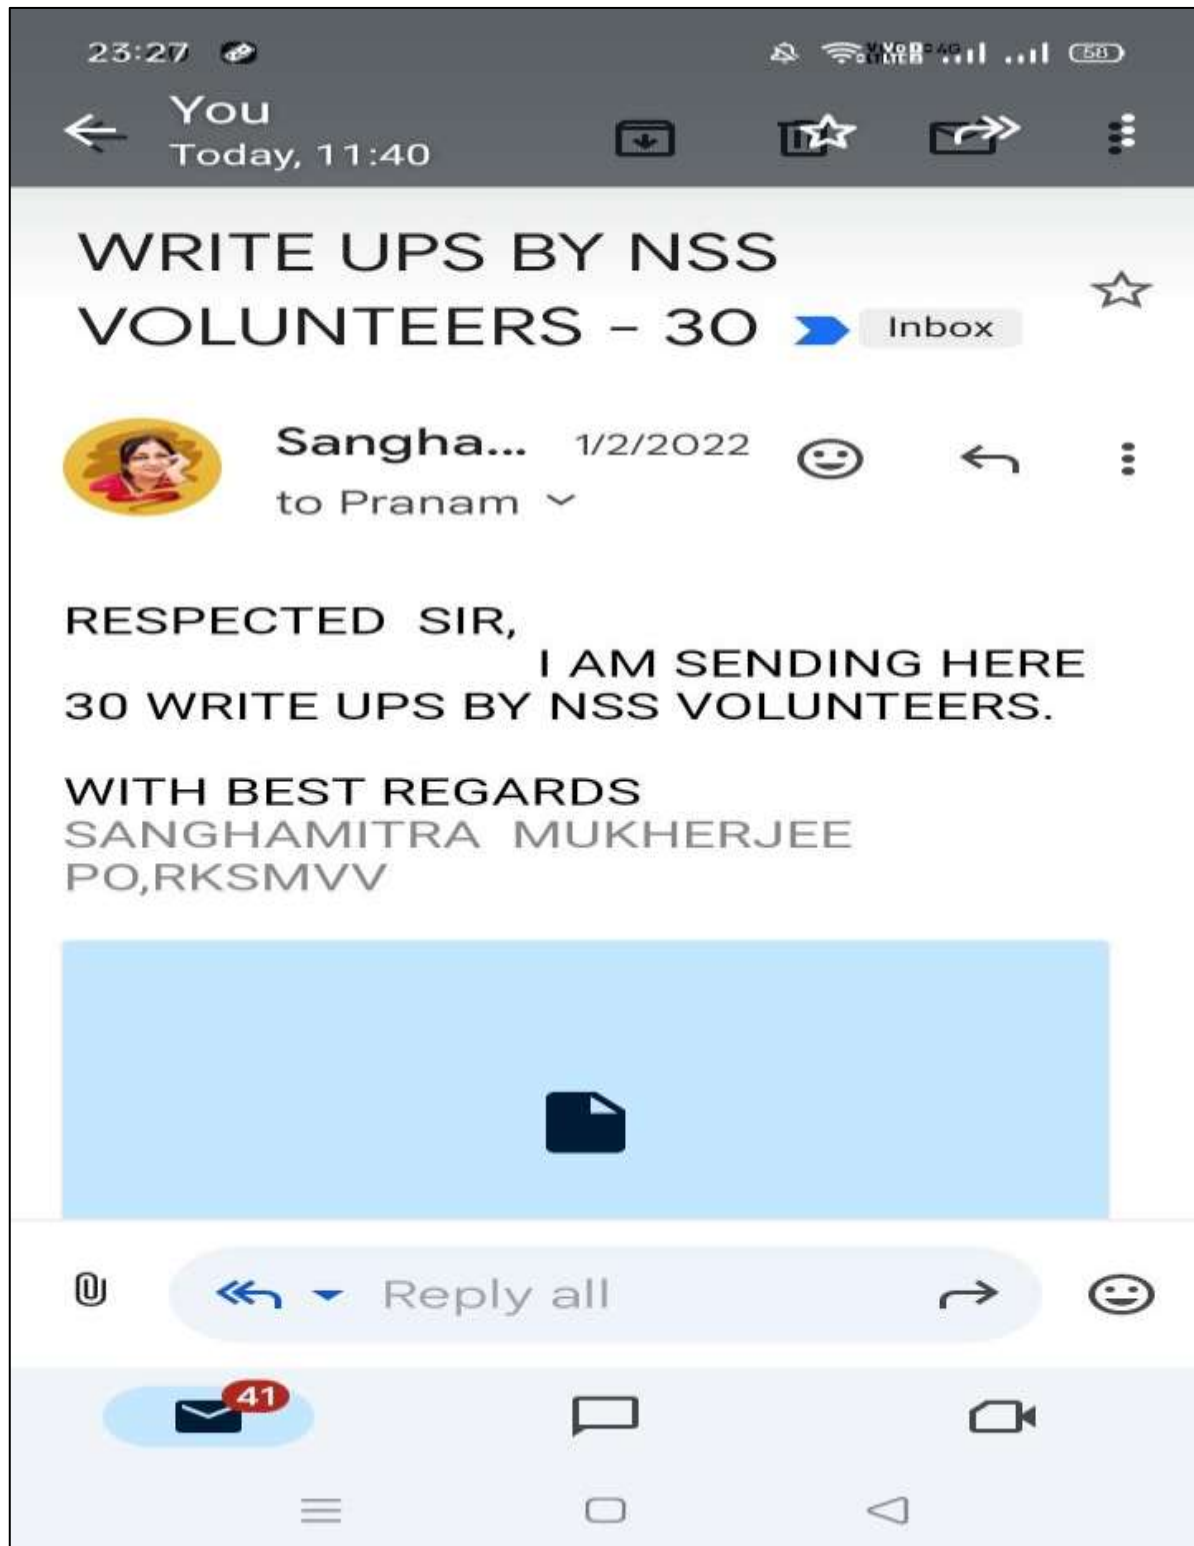 23:27
58
You
Today, 11:40
WRITE UPS BY NSS
VOLUNTEERS – 30
Inbox
Sangha... 1/2/2022
to Pranam
RESPECTED SIR,
I AM SENDING HERE
30 WRITE UPS BY NSS VOLUNTEERS.
WITH BEST REGARDS
SANGHAMITRA MUKHERJEE
PO,RKSMVV
Reply all
41